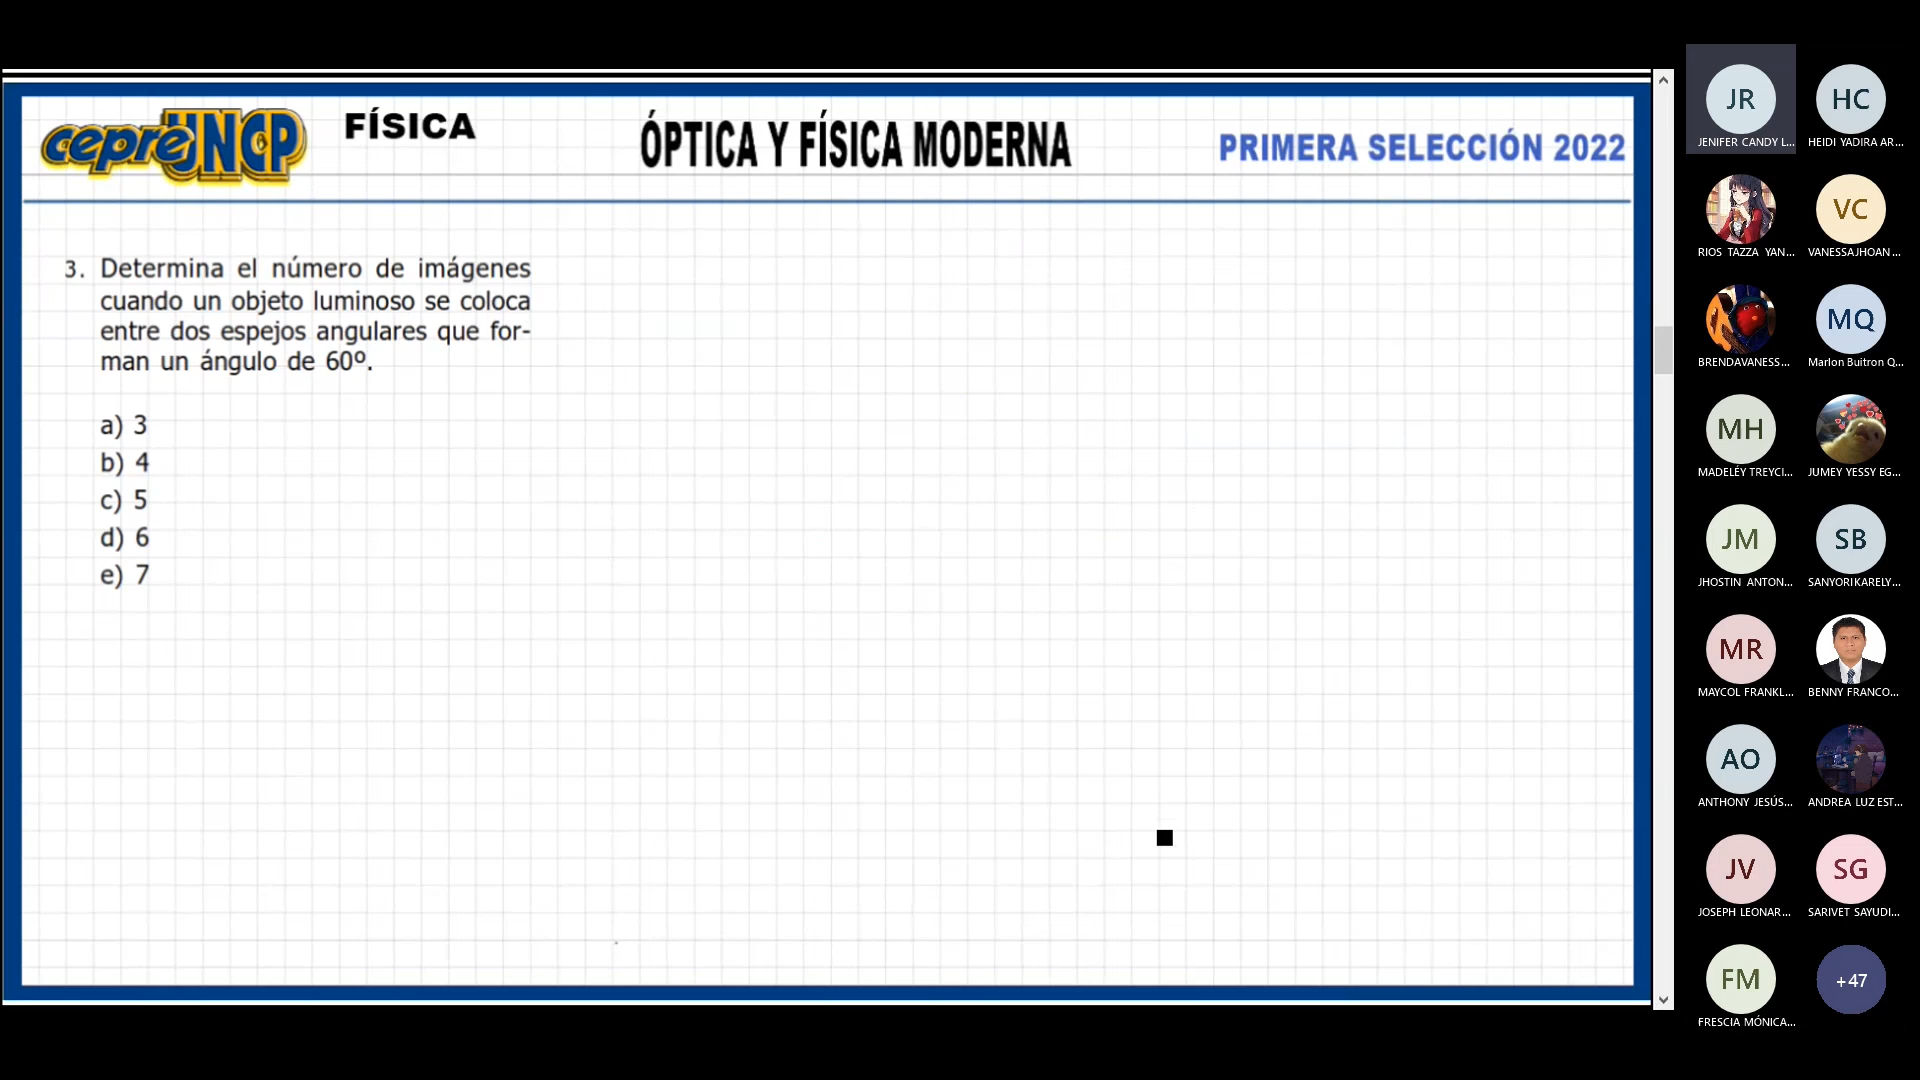 cepreUNCP
FÍSICA
ÓPTICA Y FÍSICA MODERNA
PRIMERA SELECCIÓN 2022
3. Determina el número de imágenes
cuando un objeto luminoso se coloca
entre dos espejos angulares que for-
man un ángulo de 60º.
a) 3
b) 4
c) 5
d) 6
e) 7
JR
JENIFER CANDY L...
HC
HEIDI YADIRA AR...
RIOS TAZZA YAN...
VC
VANESSAJHOAN...
BRENDAVANESS...
MQ
Marlon Buitron Q...
MH
MADELÉY TREYCI...
JUMEY YESSY EG...
JM
JHOSTIN ANTON...
SB
SANYORIKARELY...
MR
MAYCOL FRANKL...
BENNY FRANCO...
AO
ANTHONY JESÚS...
ANDREA LUZ EST...
JV
JOSEPH LEONAR...
SG
SARIVET SAYUDI...
FM
FRESCIA MÓNICA...
+47